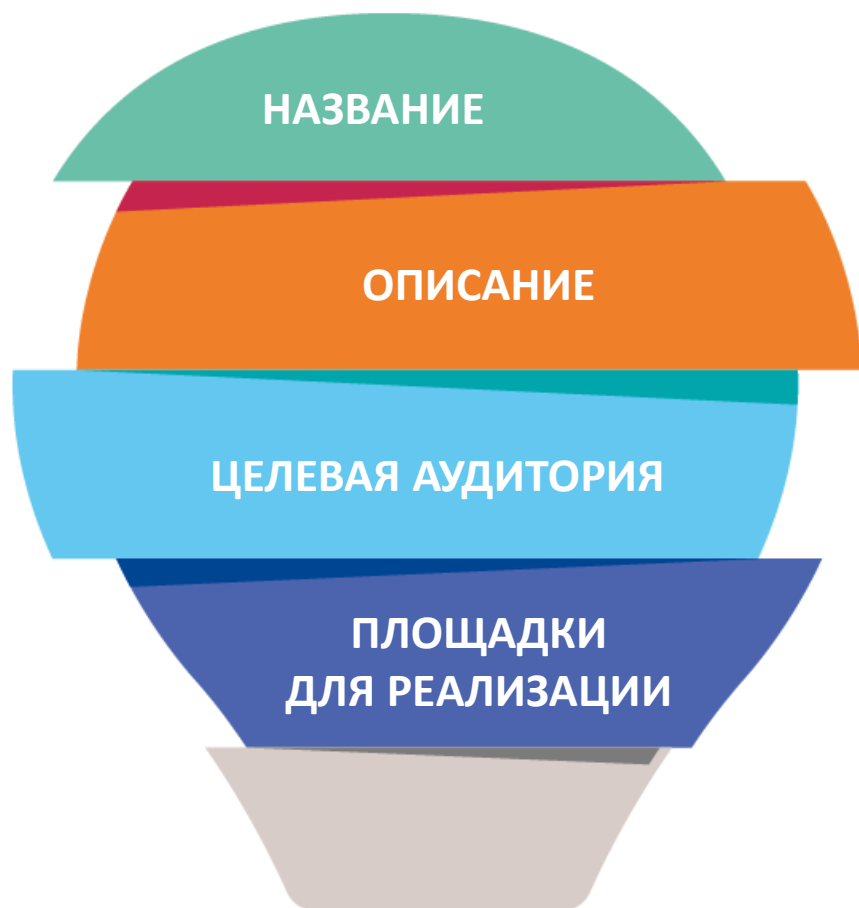 НАЗВАНИЕ
ОПИСАНИЕ
ЦЕЛЕВАЯ АУДИТОРИЯ
ПЛОЩАДКИ
ДЛЯ РЕАЛИЗАЦИИ